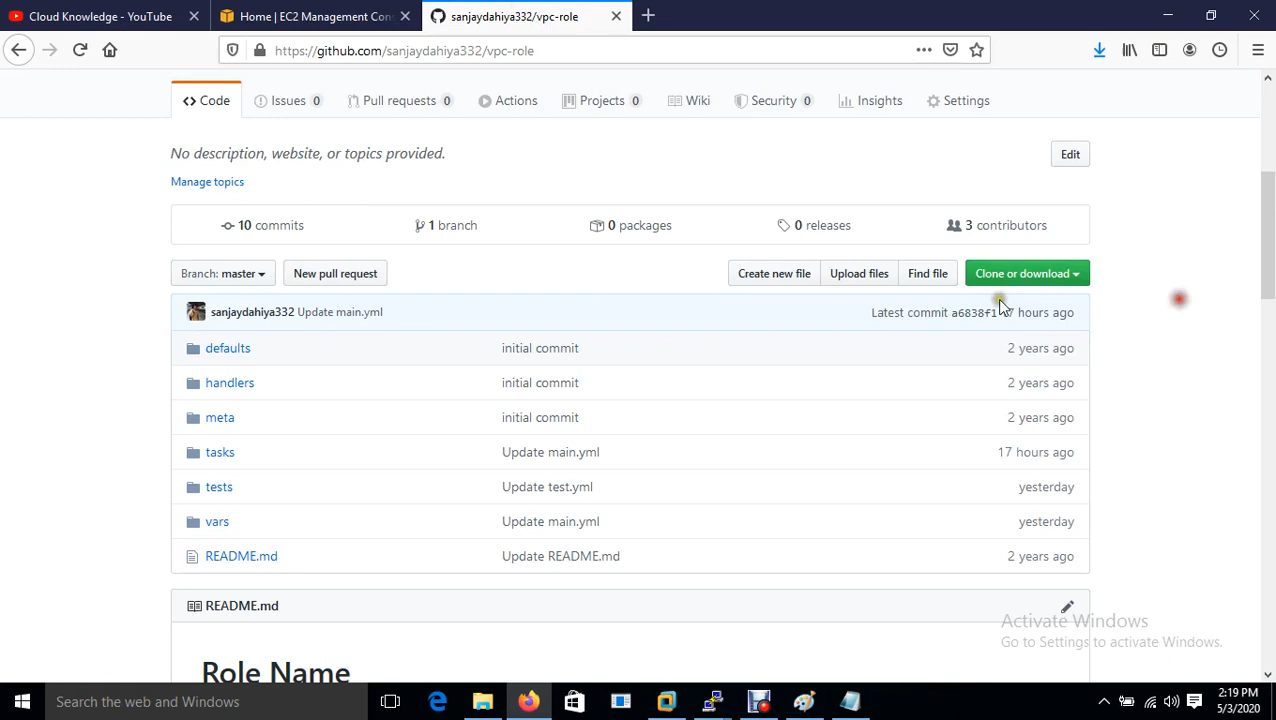 Cloud Knowledge - YouTube
Home | EC2 Management Con
sanjaydahiya332/vpc-role
https://github.com/sanjaydahiya332/vpc-role
Code
Issues 0
Pull requests 0
Actions
Projects 0
Wiki
Security 0
Insights
Settings
No description, website, or topics provided.
Edit
Manage topics
10 commits
1 branch
0 packages
0 releases
3 contributors
Branch: master
New pull request
Create new file
Upload files
Find file
Clone or download
sanjaydahiya332 Update main.yml
Latest commit a6838f1 7 hours ago
defaults
initial commit
2 years ago
handlers
initial commit
2 years ago
meta
initial commit
2 years ago
tasks
Update main.yml
17 hours ago
tests
Update test.yml
yesterday
vars
Update main.yml
yesterday
README.md
Update README.md
2 years ago
README.md
Role Name
Activate Windows
Go to Settings to activate Windows.
Search the web and Windows
2:19 PM
5/3/2020